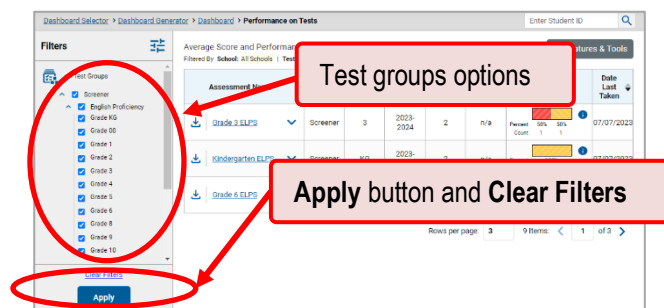 Dashboard Selector > Dashboard Generator > Dashboard > Performance on Tests
Enter Student ID
Filters
Average Score and Perform
Filtered By School: All Schools | Test
res & Tools
Test groups options
Test Groups
Screener
English Proficiency
Grade KG
Grade 00
Grade 1
Grade 2
Grade 3
Grade 4
Grade 5
Grade 6
Grade 8
Grade 9
Grade 10
Clear Filters
Apply
Date Last Taken
Grade 3 ELPS Screener 3 2023-2024 2 n/a Percent 50% 50% Count 1 1 07/07/2023
Kindergarten ELPS Screener KG 2023- n/a 07/07/2023
Grade 6 ELPS
Apply button and Clear Filters
Rows per page: 3 9 Items: 1 of 3